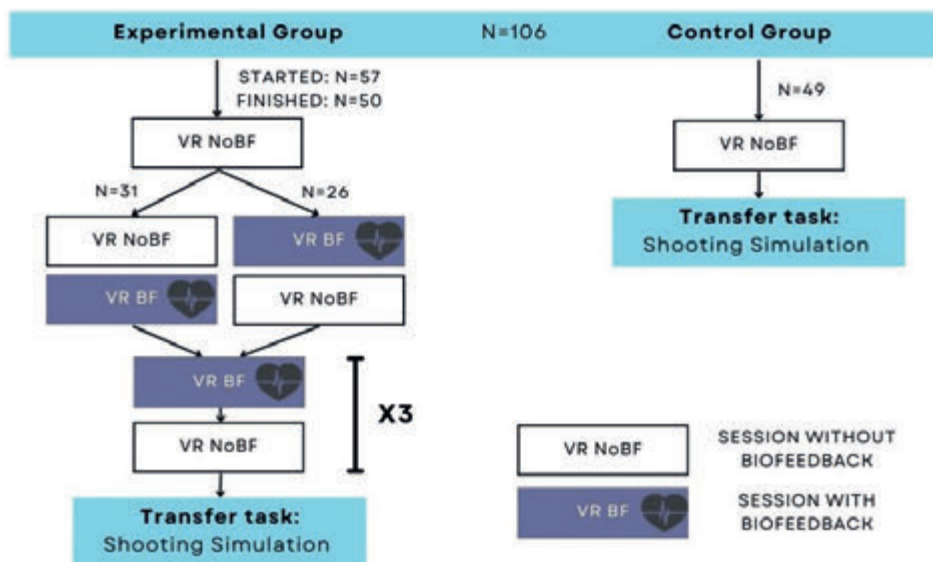 Experimental Group N=106 Control Group
STARTED: N=57
FINISHED: N=50
N=49
VR NoBF
VR NoBF
N=31
N=26
VR NoBF
VR BF
Transfer task:
Shooting Simulation
VR BF
VR NoBF
VR BF
X3
VR NoBF
VR NoBF
SESSION WITHOUT
BIOFEEDBACK
VR BF
SESSION WITH
BIOFEEDBACK
Transfer task:
Shooting Simulation